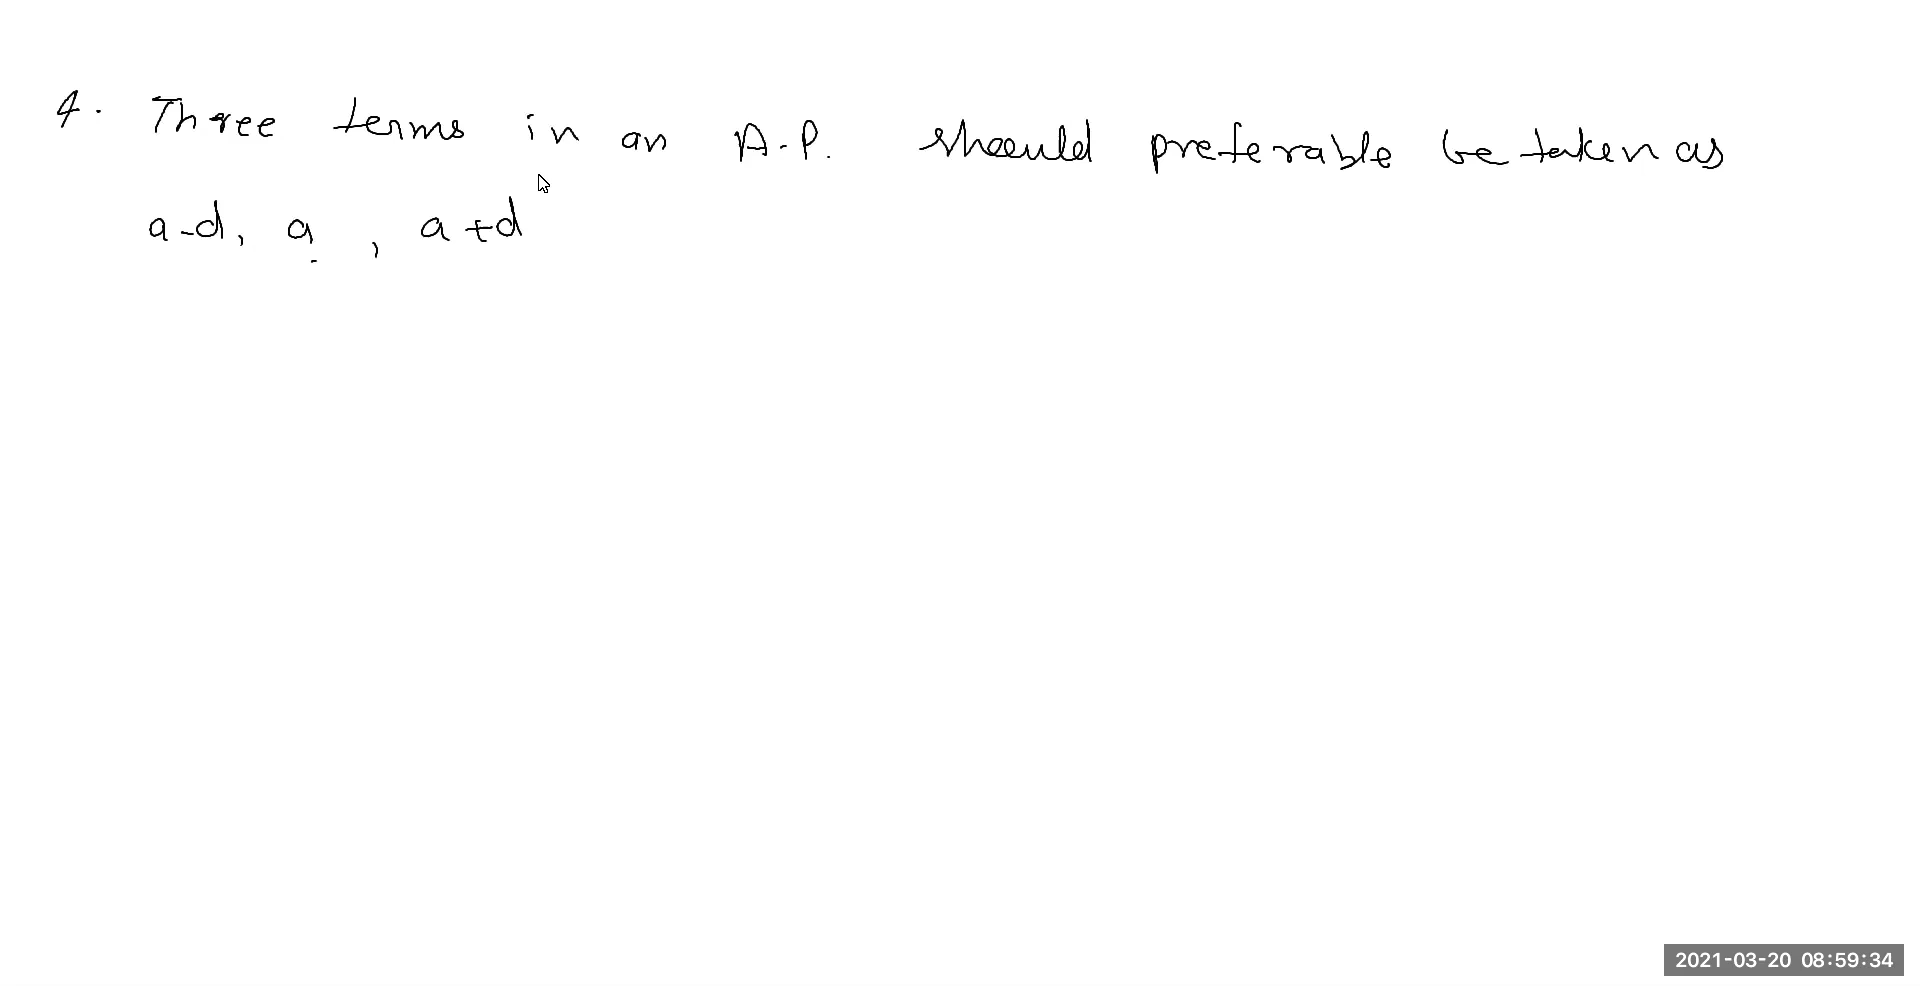 4. Three terms in an A.P. should preferable be taken as
a-d, a, a+d
2021-03-20 08:59:34